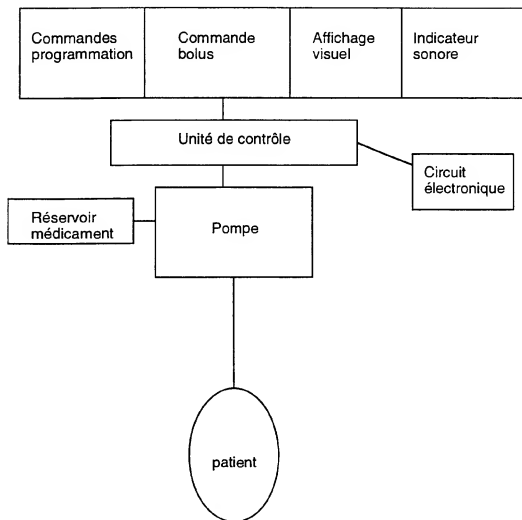 Commandes
programmation
Commande
bolus
Affichage
visuel
Indicateur
sonore
Unité de contrôle
Circuit
électronique
Réservoir
médicament
Pompe
patient